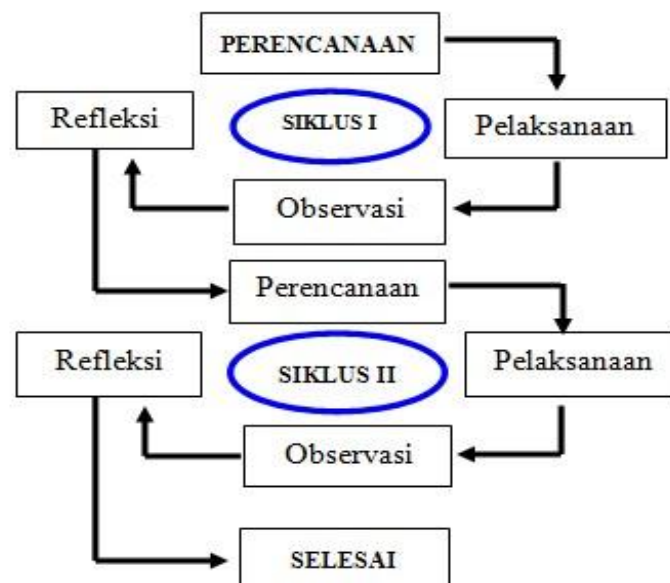 PERENCANAAN
Refleksi
SIKLUS I
Pelaksanaan
Observasi
Perencanaan
Refleksi
SIKLUS II
Pelaksanaan
Observasi
SELESAI